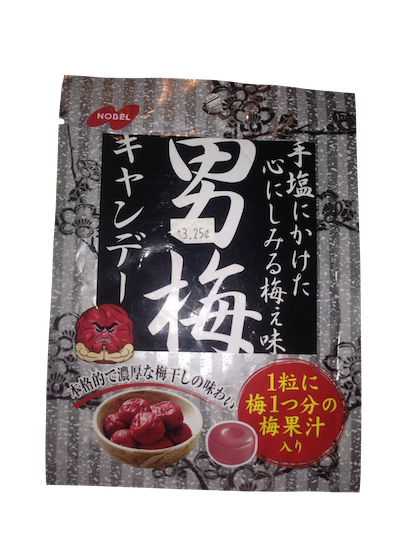 NOBEL
手塩にかけた
心にしみる梅ぇ味
男梅
キャンデー
3.25¢
本格的で濃厚な梅干しの味わい
1粒に
梅1つ分の
梅果汁
入り